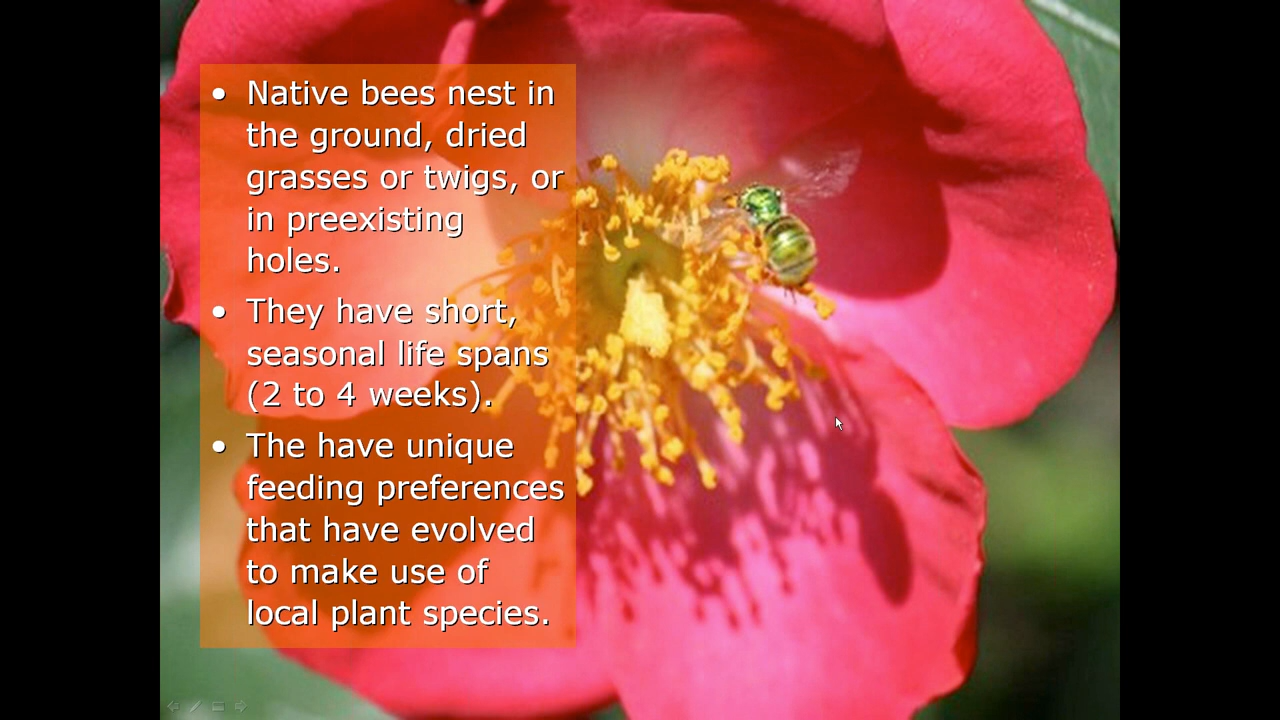 • Native bees nest in
the ground, dried
grasses or twigs, or
in preexisting
holes.
• They have short,
seasonal life spans
(2 to 4 weeks).
• The have unique
feeding preferences
that have evolved
to make use of
local plant species.